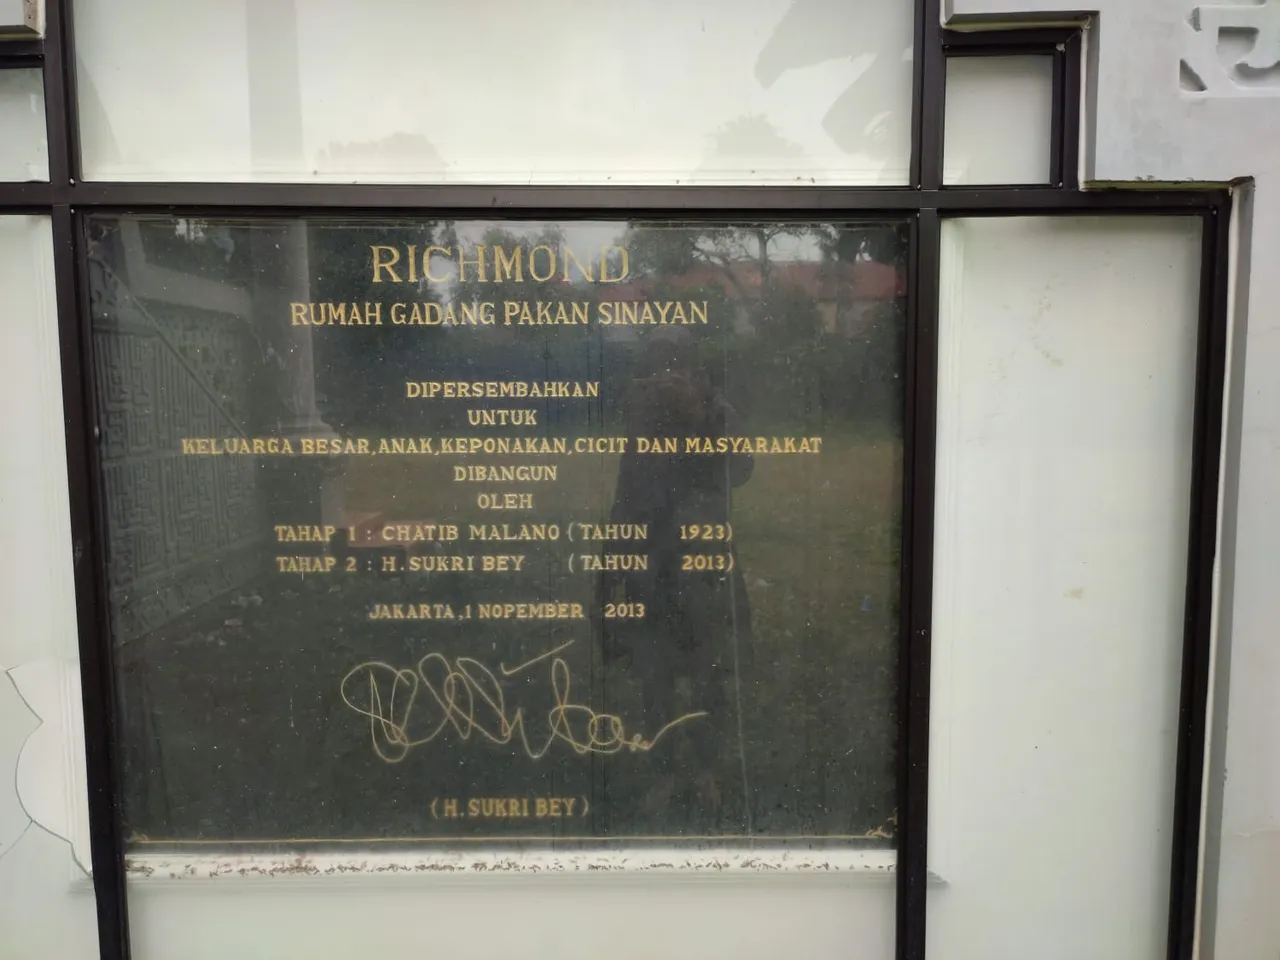 RICHMOND
RUMAH GADANG PAKAN SINAYAN
DIPERSEMBAHKAN
UNTUK
KELUARGA BESAR,ANAK,KEPONAKAN,CICIT DAN MASYARAKAT
DIBANGUN
OLEH
TAHAP 1 : CHATIB MALANO (TAHUN 1923)
TAHAP 2 : H.SUKRI BEY (TAHUN 2013)
JAKARTA,1 NOPEMBER 2013
(H. SUKRI BEY)